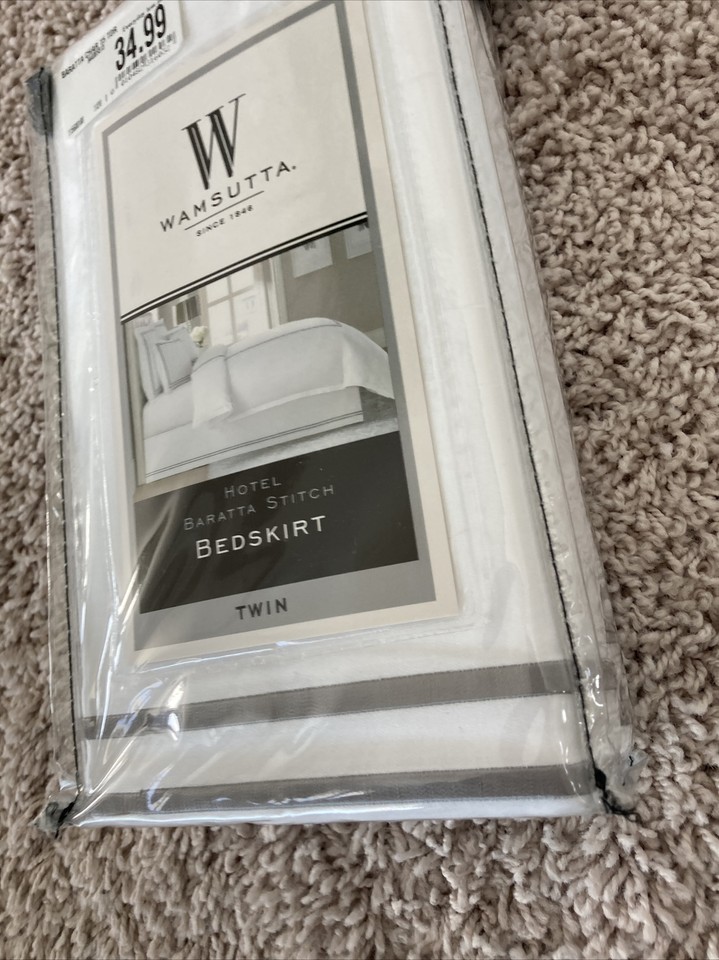 34.99
W
WAMSUTTA®
SINCE 1846
HOTEL
BARATTA STITCH
BEDSKIRT
TWIN